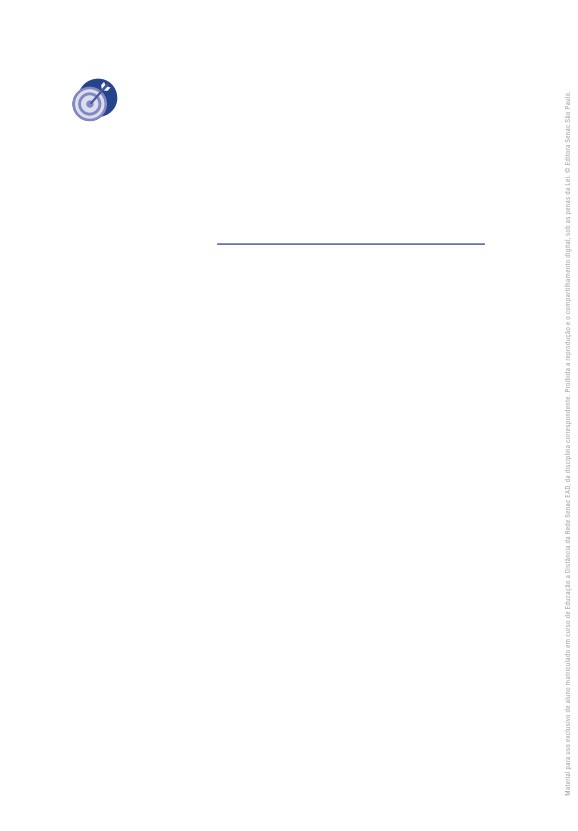 Material para uso exclusivo de aluno matriculado em curso de Educação a Distância da Rede Senac EAD, da disciplina correspondente. Proibida a reprodução e o compartilhamento digital, sob as penas da Lei. © Editora Senac São Paulo.